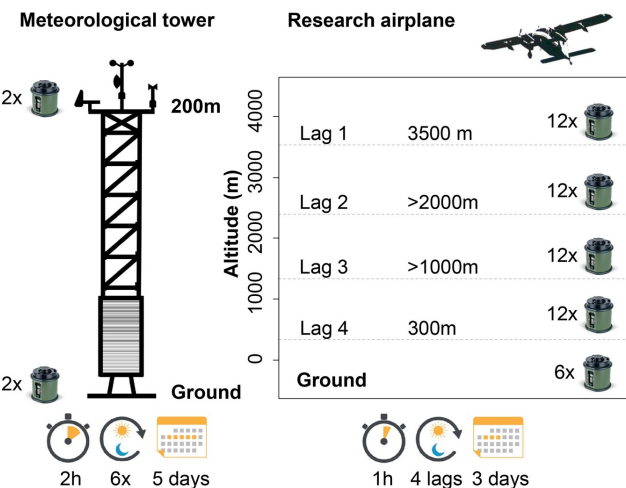 Meteorological tower
2x
200m
2x
Ground
2h 6x 5 days
Research airplane
Altitude (m)
4000
3000
2000
1000
0
Lag 1 3500 m 12x
Lag 2 >2000m 12x
Lag 3 >1000m 12x
Lag 4 300m 12x
Ground 6x
1h 4 lags 3 days